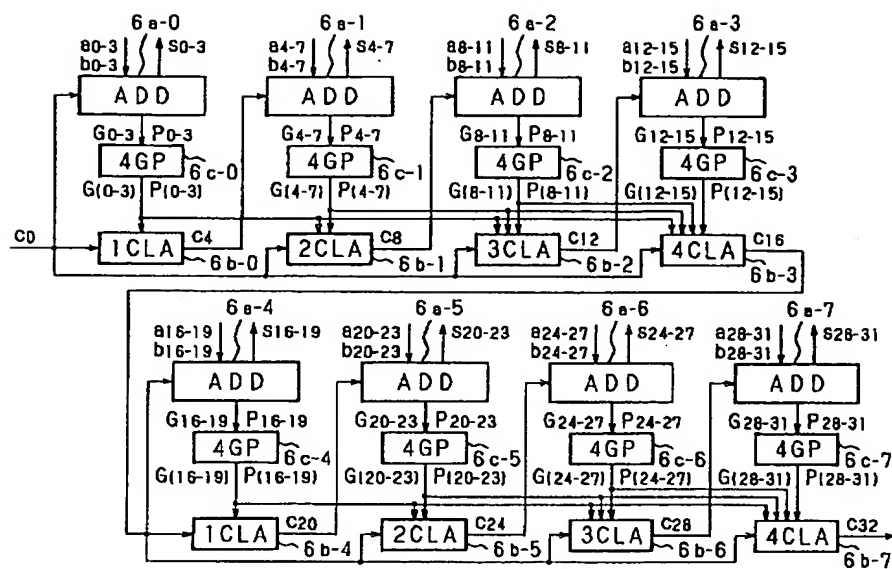 6a-0 6a-1 6a-2 6a-3
a0-3 S0-3 a4-7 S4-7 a8-11 S8-11 a12-15 S12-15
b0-3 b4-7 b8-11 b12-15
ADD ADD ADD ADD
G0-3 P0-3 G4-7 P4-7 G8-11 P8-11 G12-15 P12-15
4GP 6c-0 4GP 6c-1 4GP 6c-2 4GP 6c-3
G(0-3) P(0-3) G(4-7) P(4-7) G(8-11) P(8-11) G(12-15) P(12-15)
C0 1CLA C4 2CLA C8 3CLA C12 4CLA C16
6b-0 6b-1 6b-2 6b-3
6a-4 6a-5 6a-6 6a-7
a16-19 S16-19 a20-23 S20-23 a24-27 S24-27 a28-31 S28-31
b16-19 b20-23 b24-27 b28-31
ADD ADD ADD ADD
G16-19 P16-19 G20-23 P20-23 G24-27 P24-27 G28-31 P28-31
4GP 6c-4 4GP 6c-5 4GP 6c-6 4GP 6c-7
G(16-19) P(16-19) G(20-23) P(20-23) G(24-27) P(24-27) G(28-31) P(28-31)
1CLA C20 2CLA C24 3CLA C28 4CLA C32
6b-4 6b-5 6b-6 6b-7